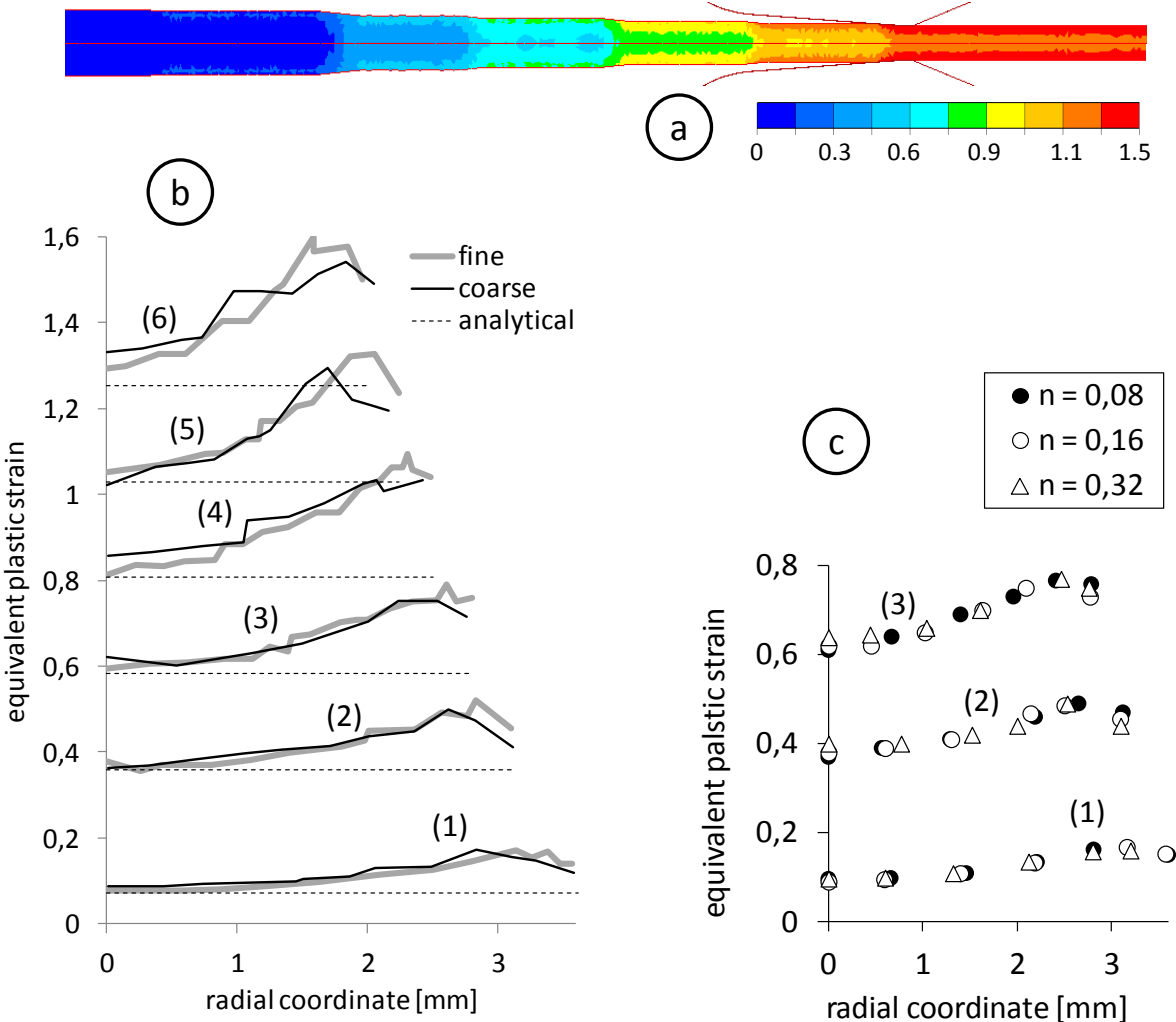 a
0 0.3 0.6 0.9 1.1 1.5
b
1,6
1,4
1,2
1
0,8
0,6
0,4
0,2
0
equivalent plastic strain
fine
coarse
analytical
(6)
(5)
(4)
(3)
(2)
(1)
0 1 2 3
radial coordinate [mm]
c
n = 0,08
n = 0,16
n = 0,32
0,8
0,6
0,4
0,2
0
equivalent palstic strain
(3)
(2)
(1)
0 1 2 3
radial coordinate [mm]